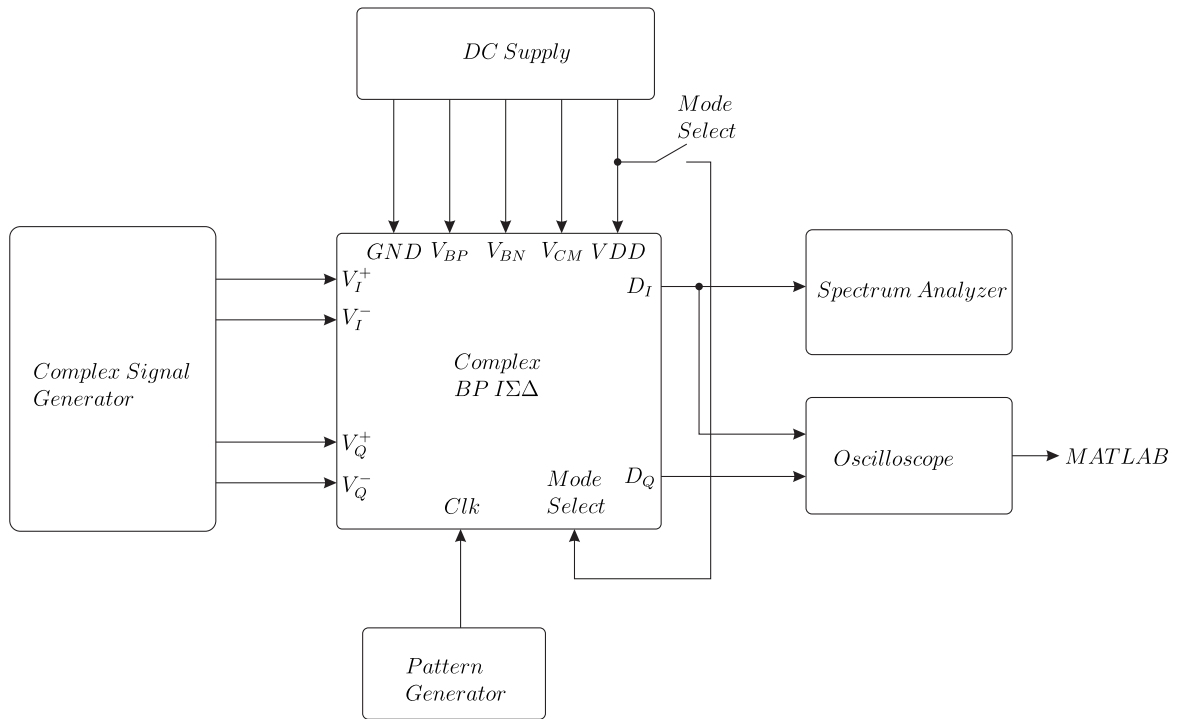 DC Supply
Mode
Select
GND V_BP V_BN V_CM VDD
V_I^+
D_I
Spectrum Analyzer
V_I^-
Complex Signal
Generator
Complex
BP IΣΔ
V_Q^+
Oscilloscope
MATLAB
V_Q^-
Mode
Select
D_Q
Clk
Pattern
Generator